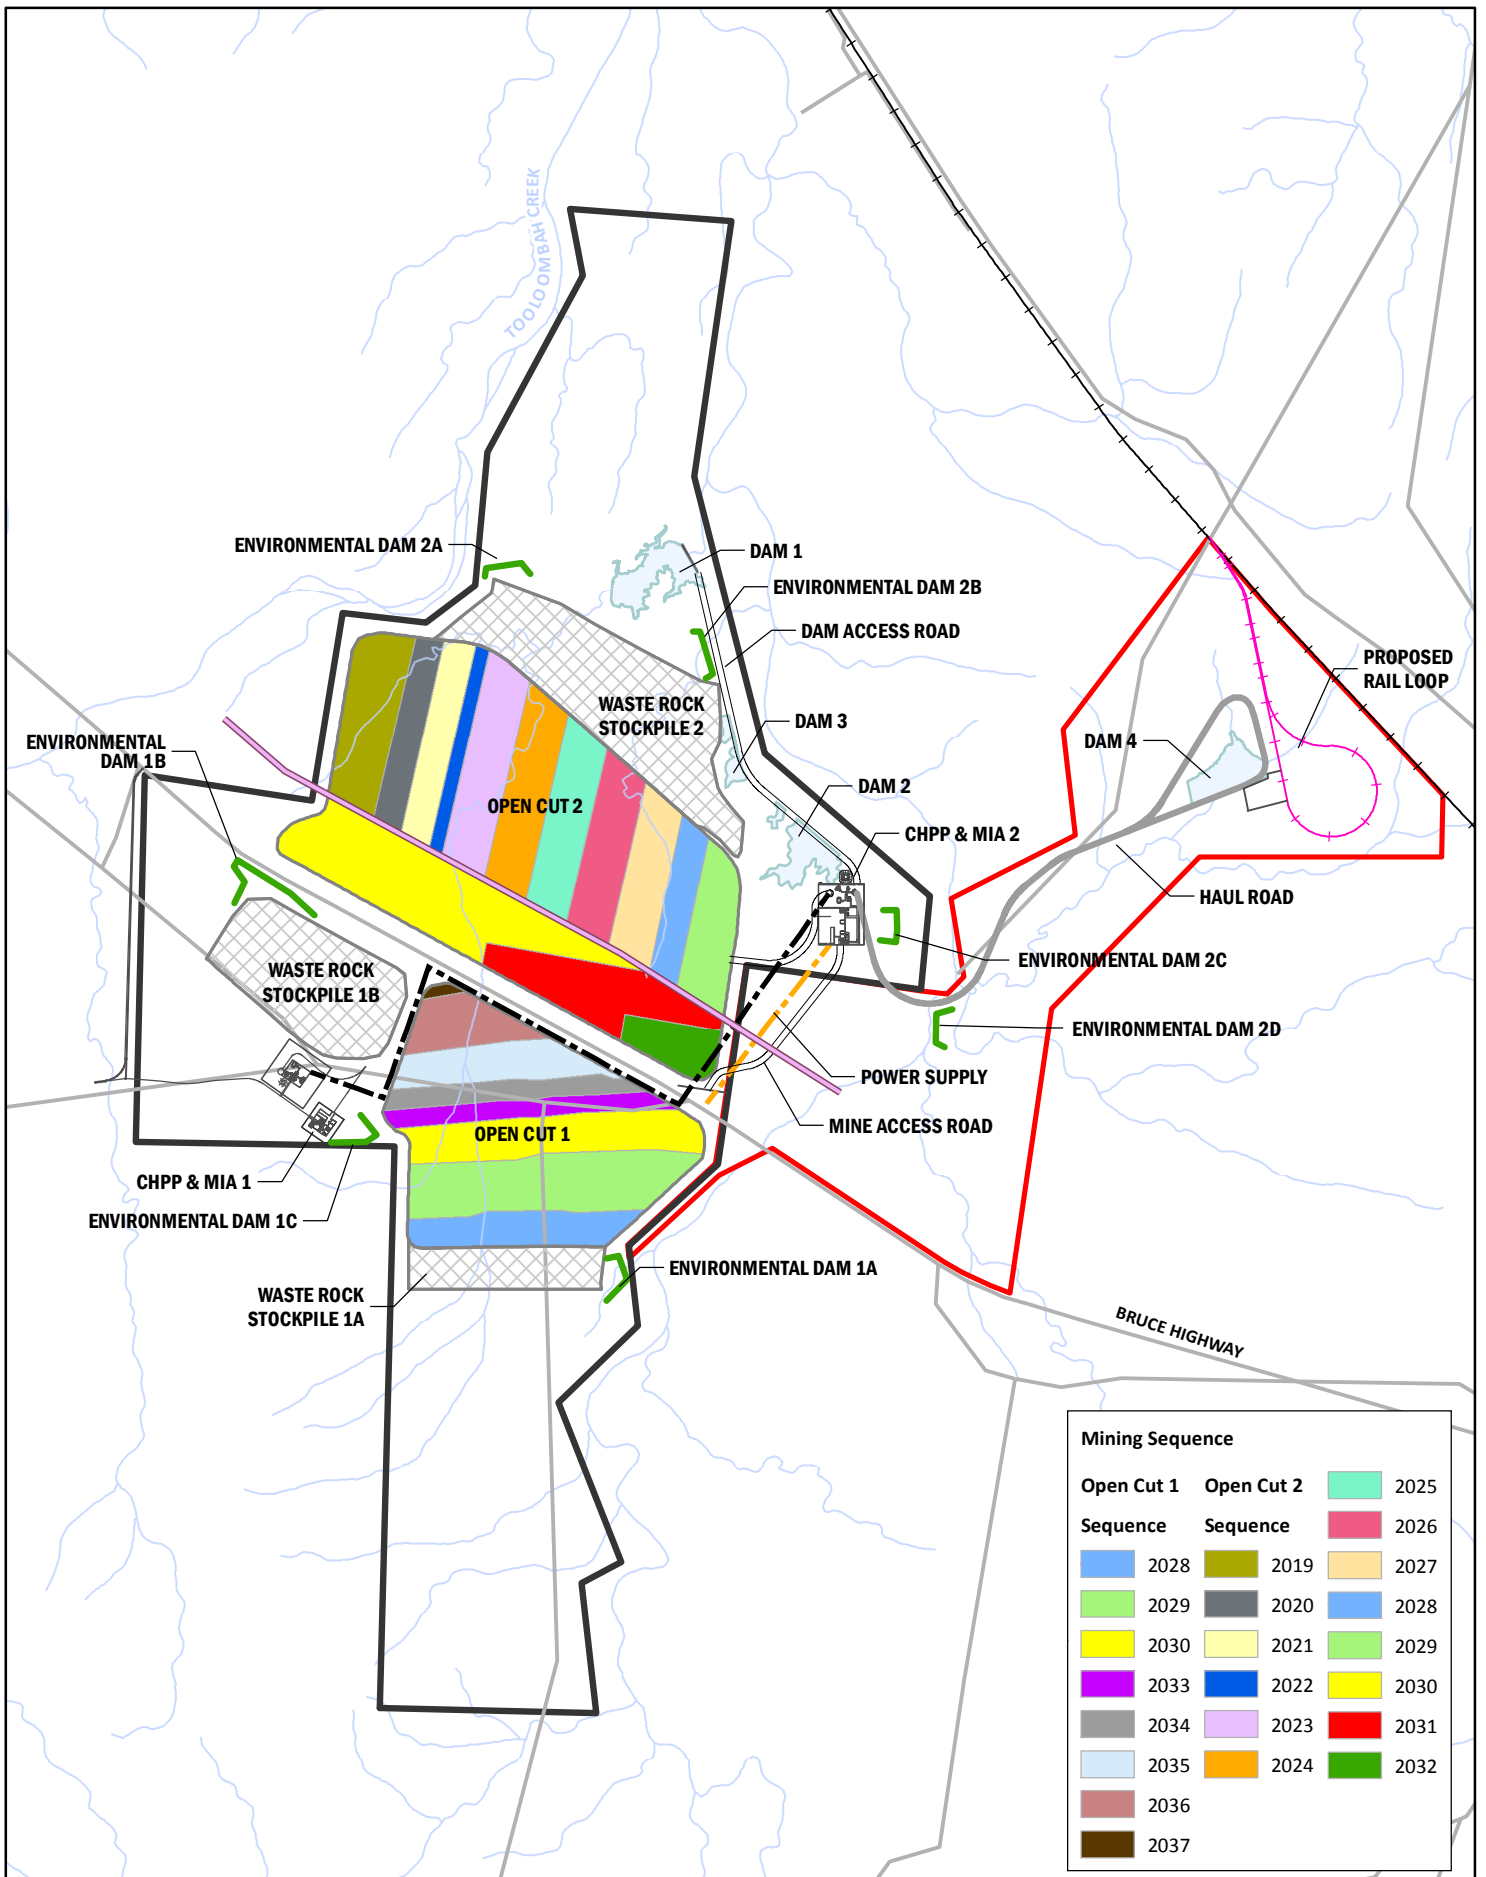 TOOLOOMBAH CREEK
ENVIRONMENTAL DAM 2A
DAM 1
ENVIRONMENTAL DAM 2B
DAM ACCESS ROAD
PROPOSED
RAIL LOOP
WASTE ROCK
STOCKPILE 2
DAM 3
ENVIRONMENTAL
DAM 1B
DAM 4
DAM 2
OPEN CUT 2
CHPP & MIA 2
HAUL ROAD
WASTE ROCK
STOCKPILE 1B
ENVIRONMENTAL DAM 2C
ENVIRONMENTAL DAM 2D
POWER SUPPLY
MINE ACCESS ROAD
OPEN CUT 1
CHPP & MIA 1
ENVIRONMENTAL DAM 1C
ENVIRONMENTAL DAM 1A
WASTE ROCK
STOCKPILE 1A
BRUCE HIGHWAY
Mining Sequence
Open Cut 1
Sequence
2028
2029
2030
2033
2034
2035
2036
2037
Open Cut 2
Sequence
2019
2020
2021
2022
2023
2024
2025
2026
2027
2028
2029
2030
2031
2032